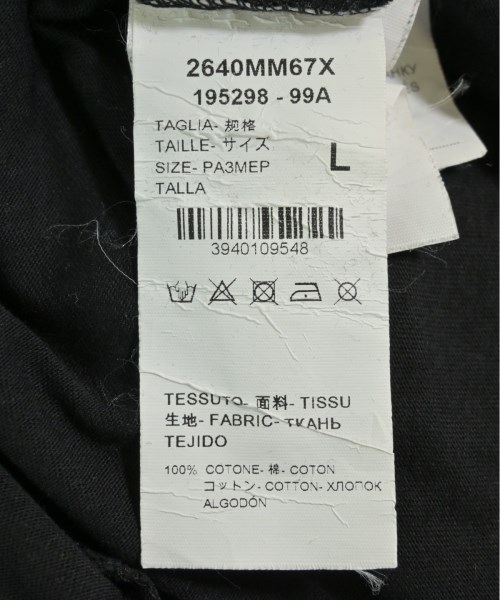 2640MM67X
195298 - 99A
TAGLIA- 规格
TAILLE- サイズ
SIZE- РАЗМЕР
TALLA
L
3940109548
TESSUTO- 面料- TISSU
生地- FABRIC- ТКАНЬ
TEJIDO
100% COTONE- 棉- COTON
コットン- COTTON- ХЛОПОК
ALGODÓN